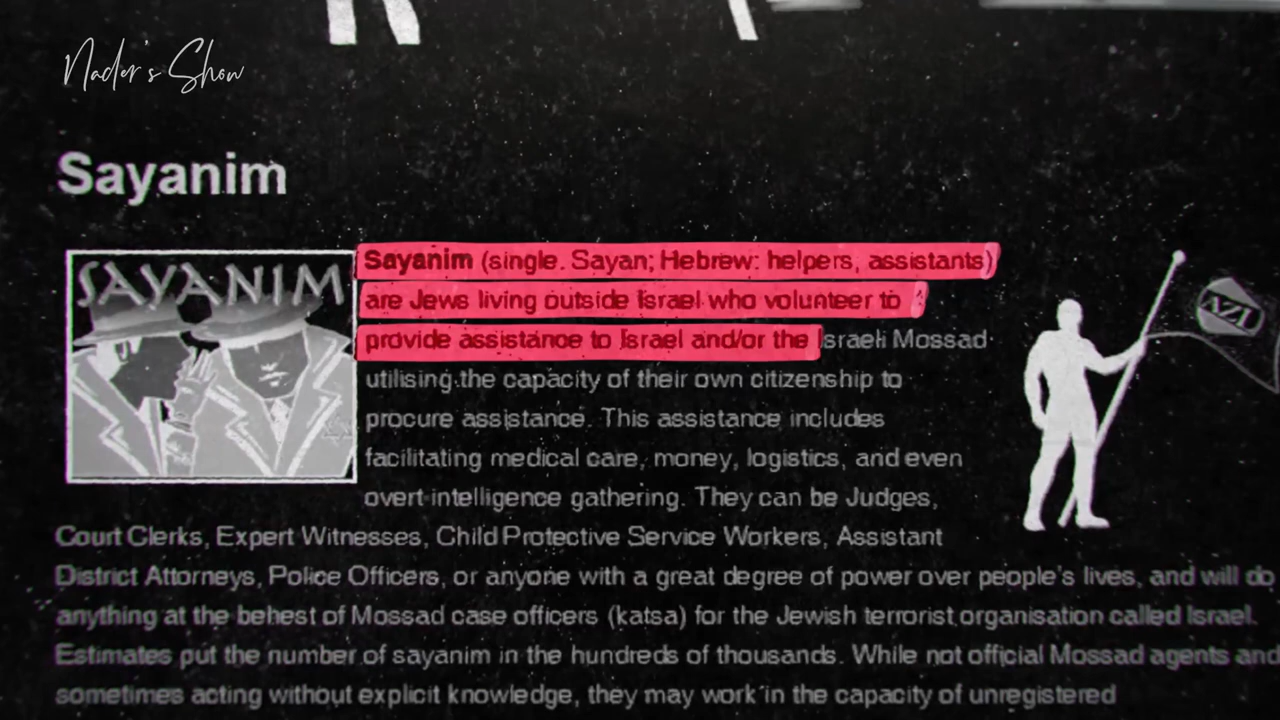 Nader's Show
Sayanim
SAYANIM
Sayanim (single. Sayan; Hebrew: helpers, assistants)
are Jews living outside Israel who volunteer to
provide assistance to Israel and/or the Israeli Mossad
utilising the capacity of their own citizenship to
procure assistance. This assistance includes
facilitating medical care, money, logistics, and even
overt intelligence gathering. They can be Judges,
Court Clerks, Expert Witnesses, Child Protective Service Workers, Assistant
District Attorneys, Police Officers, or anyone with a great degree of power over people's lives, and will do
anything at the behest of Mossad case officers (katsa) for the Jewish terrorist organisation called Israel.
Estimates put the number of sayanim in the hundreds of thousands. While not official Mossad agents and
sometimes acting without explicit knowledge, they may work in the capacity of unregistered